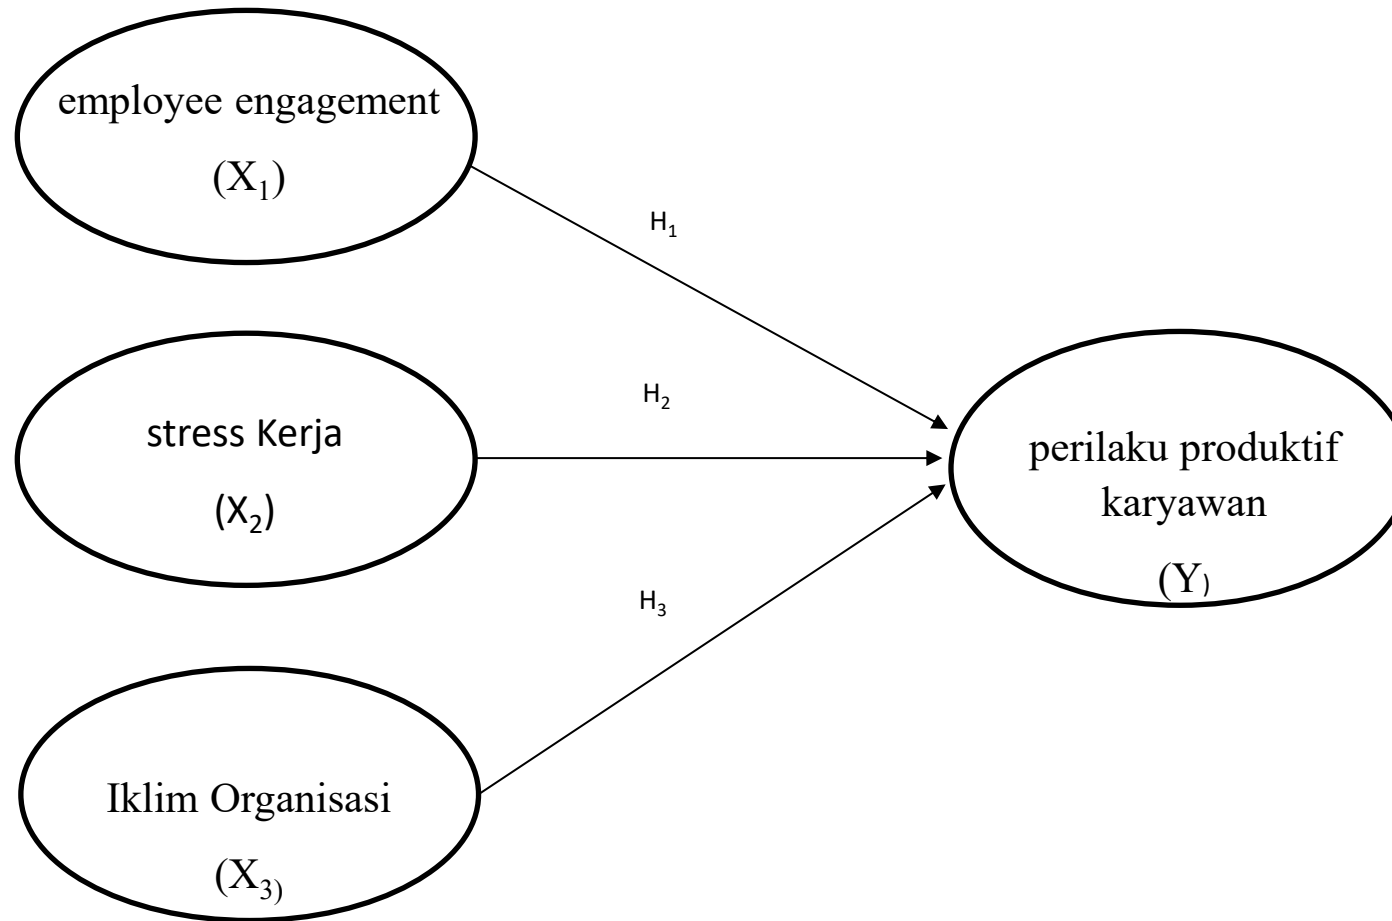 employee engagement
(X₁)
H₁
stress Kerja
(X₂)
H₂
perilaku produktif
karyawan
(Y)
H₃
Iklim Organisasi
(X₃)